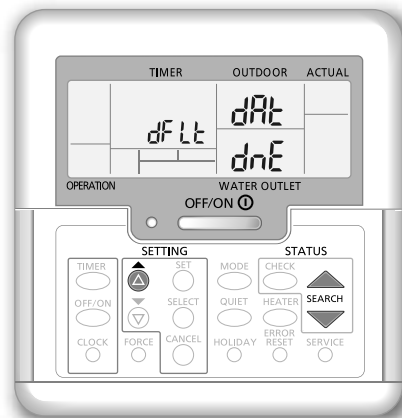 TIMER OUTDOOR ACTUAL
dAt
dFLt
dnE
OPERATION WATER OUTLET
OFF/ON
SETTING STATUS
TIMER SET MODE CHECK
OFF/ON SELECT QUIET HEATER SEARCH
CLOCK FORCE CANCEL HOLIDAY ERROR RESET SERVICE